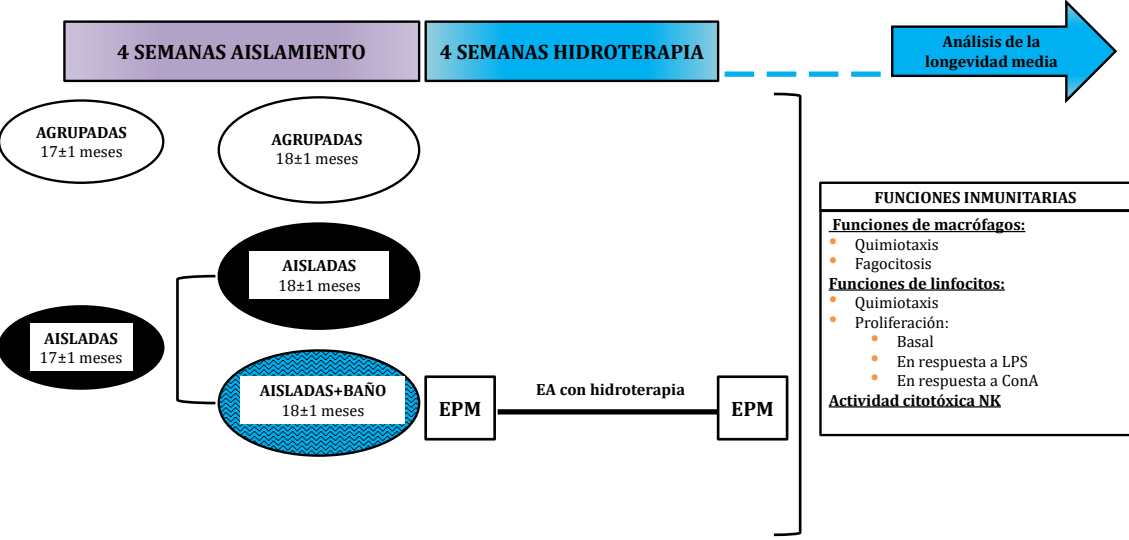 4 SEMANAS AISLAMIENTO
4 SEMANAS HIDROTERAPIA
Análisis de la
longevidad media
AGRUPADAS
17±1 meses
AGRUPADAS
18±1 meses
AISLADAS
17±1 meses
AISLADAS
18±1 meses
AISLADAS+BAÑO
18±1 meses
EPM
EA con hidroterapia
EPM
FUNCIONES INMUNITARIAS
Funciones de macrófagos:
• Quimiotaxis
• Fagocitosis
Funciones de linfocitos:
• Quimiotaxis
• Proliferación:
• Basal
• En respuesta a LPS
• En respuesta a ConA
Actividad citotóxica NK